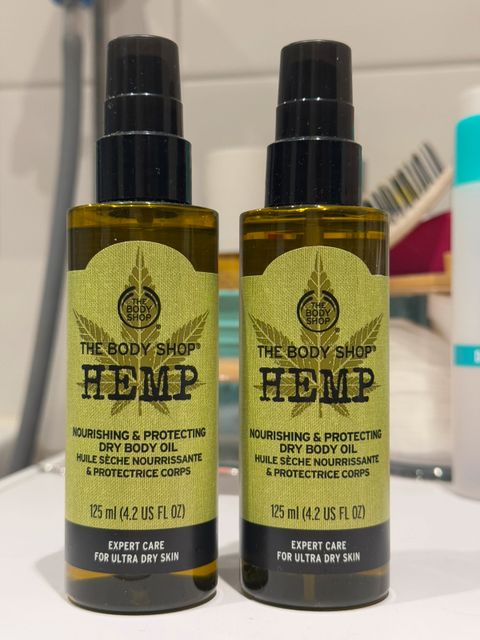 THE
BODY
SHOP
THE BODY SHOP®
HEMP
NOURISHING & PROTECTING
DRY BODY OIL
HUILE SÈCHE NOURRISSANTE
& PROTECTRICE CORPS
125 ml (4.2 US FL OZ)
EXPERT CARE
FOR ULTRA DRY SKIN
THE
BODY
SHOP
THE BODY SHOP®
HEMP
NOURISHING & PROTECTING
DRY BODY OIL
HUILE SÈCHE NOURRISSANTE
& PROTECTRICE CORPS
125 ml (4.2 US FL OZ)
EXPERT CARE
FOR ULTRA DRY SKIN